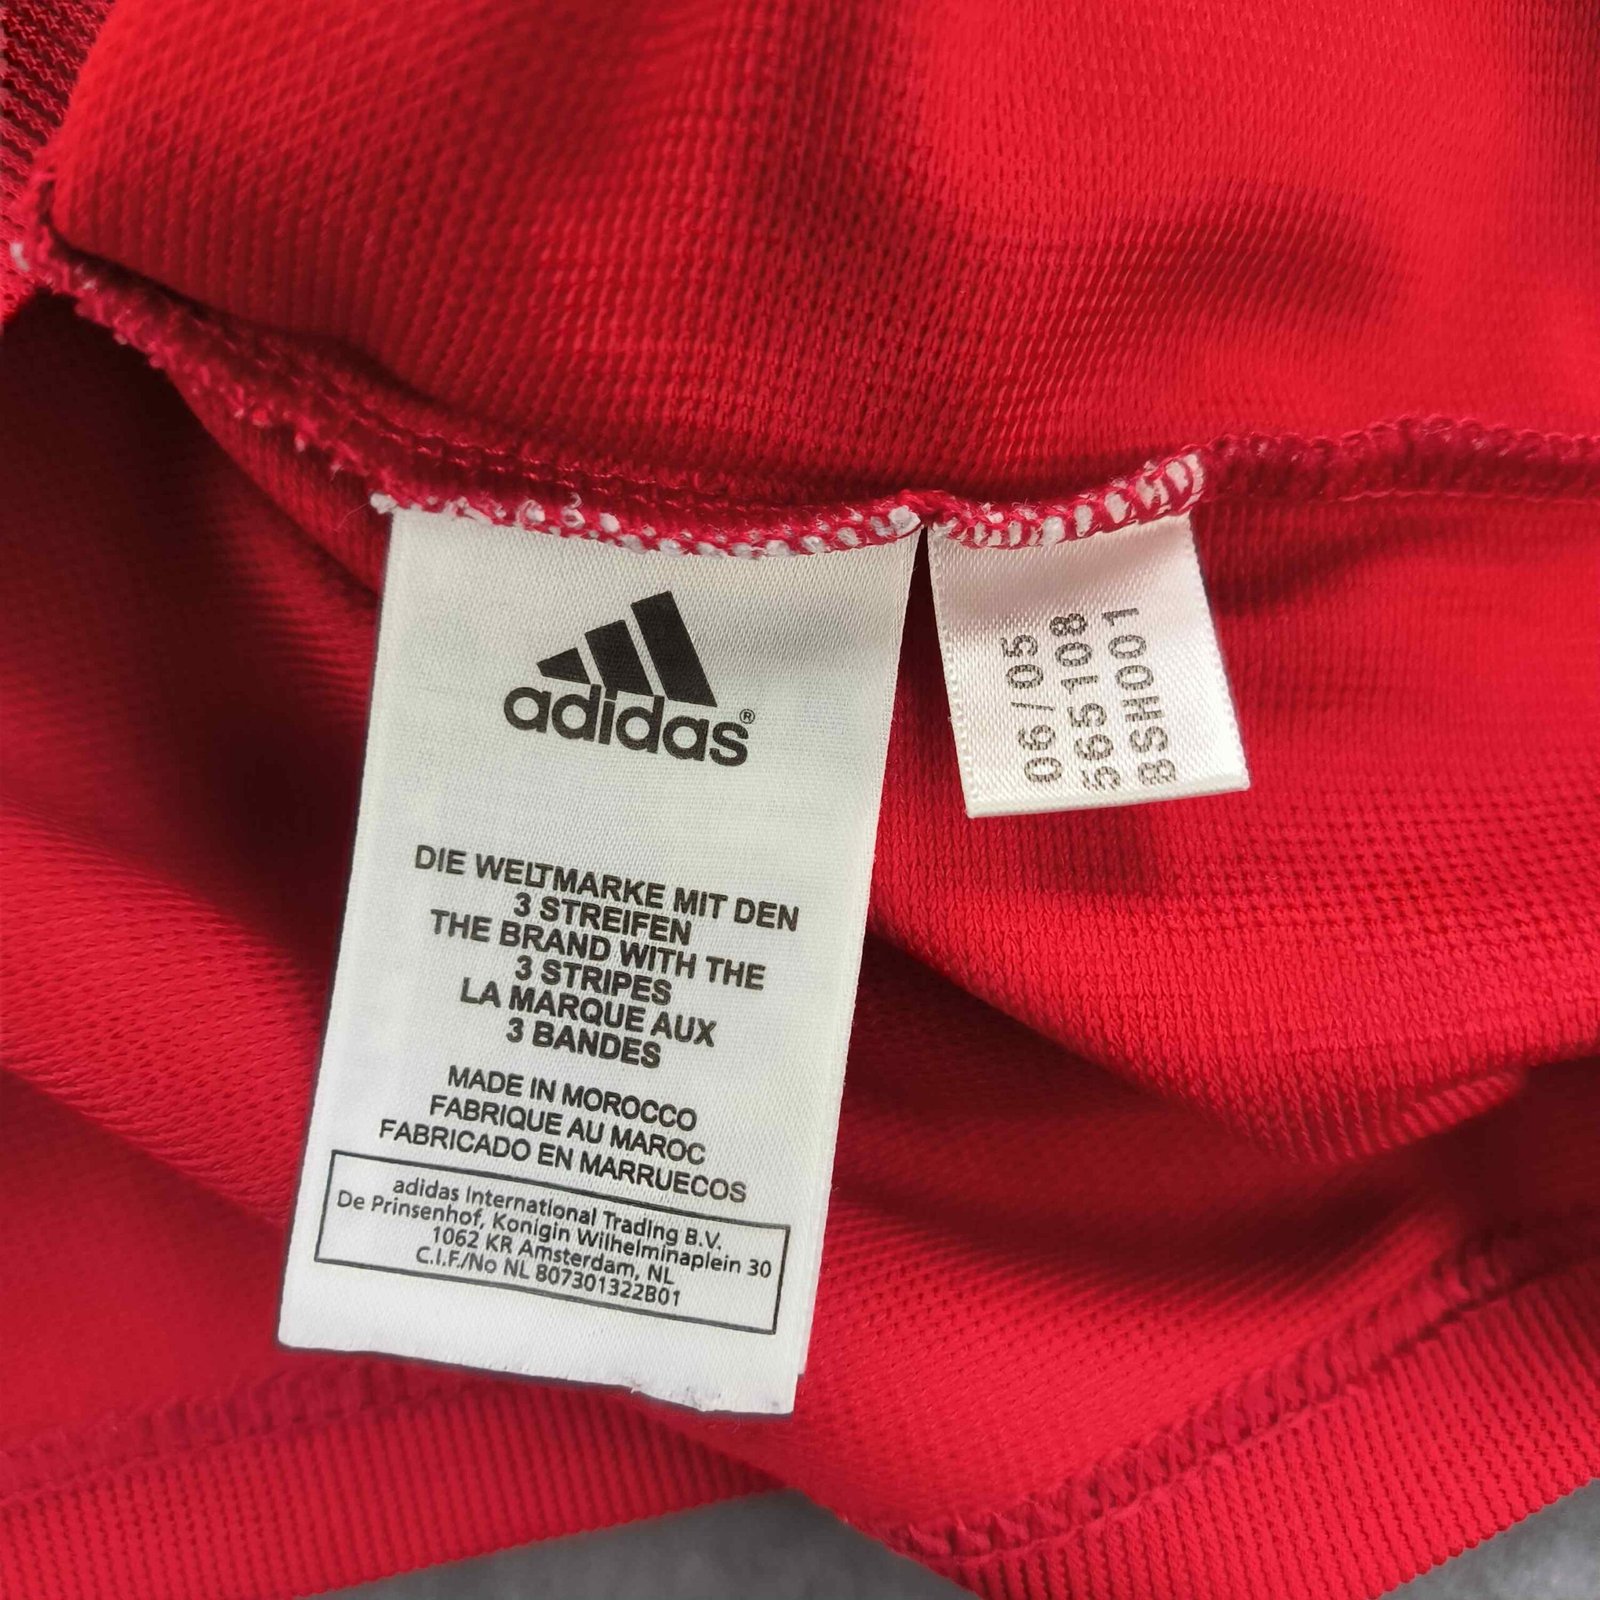 adidas®
DIE WELTMARKE MIT DEN
3 STREIFEN
THE BRAND WITH THE
3 STRIPES
LA MARQUE AUX
3 BANDES
MADE IN MOROCCO
FABRIQUE AU MAROC
FABRICADO EN MARRUECOS
adidas International Trading B.V.
De Prinsenhof, Konigin Wilhelminaplein 30
1062 KR Amsterdam, NL
C.I.F./No NL 807301322B01
06/05
565108
BSH001